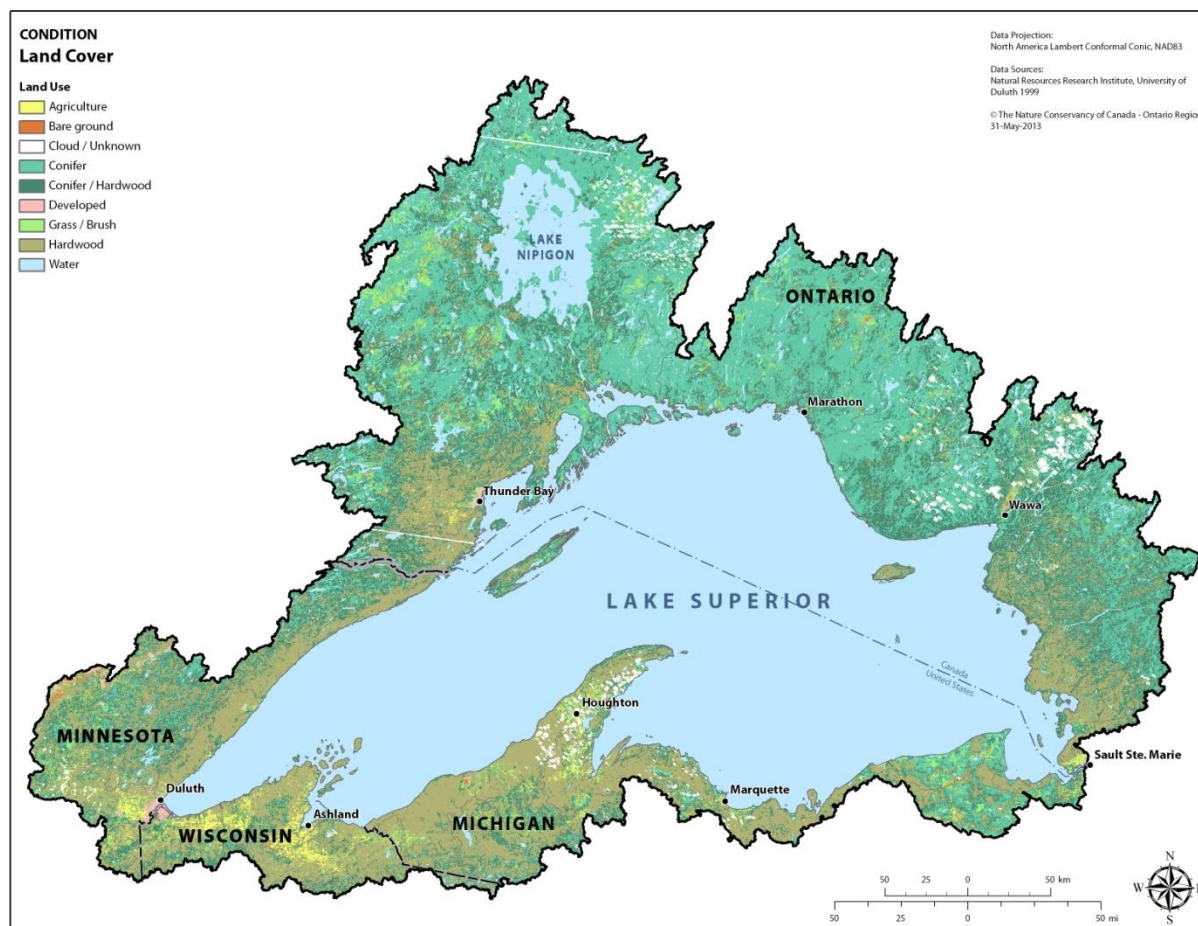 CONDITION
Land Cover
Land Use
Agriculture
Bare ground
Cloud / Unknown
Conifer
Conifer / Hardwood
Developed
Grass / Brush
Hardwood
Water
Data Projection:
North America Lambert Conformal Conic, NAD83
Data Sources:
Natural Resources Research Institute, University of
Duluth 1999
© The Nature Conservancy of Canada - Ontario Regio
31-May-2013
LAKE
NIPIGON
ONTARIO
Marathon
Thunder Bay
Wawa
LAKE SUPERIOR
Canada
United States
Houghton
MINNESOTA
Sault Ste. Marie
Duluth
Marquette
Ashland
WISCONSIN
MICHIGAN
50 25 0 25 50 km
50 25 0 25 50 mi
N
W E
S